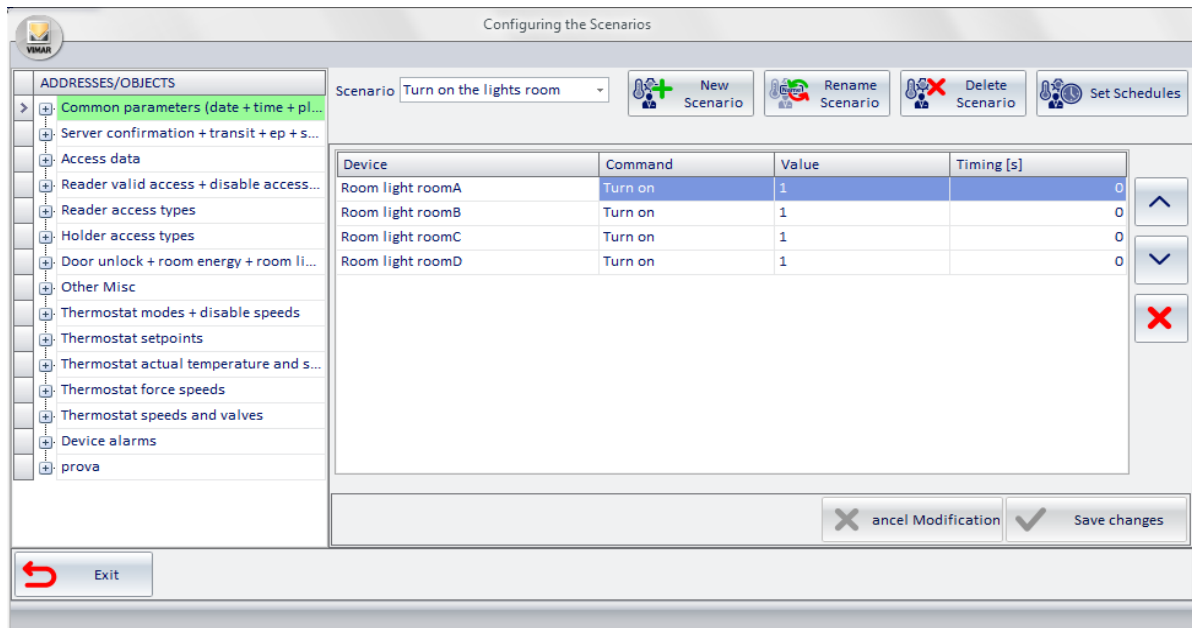 Configuring the Scenarios
VIMAR
ADDRESSES/OBJECTS
Common parameters (date + time + pl...
Server confirmation + transit + ep + s...
Access data
Reader valid access + disable access...
Reader access types
Holder access types
Door unlock + room energy + room li...
Other Misc
Thermostat modes + disable speeds
Thermostat setpoints
Thermostat actual temperature and s...
Thermostat force speeds
Thermostat speeds and valves
Device alarms
prova
Scenario Turn on the lights room
New Scenario
Rename Scenario
Delete Scenario
Set Schedules
Device Command Value Timing [s]
Room light roomA Turn on 1 0
Room light roomB Turn on 1 0
Room light roomC Turn on 1 0
Room light roomD Turn on 1 0
ancel Modification
Save changes
Exit